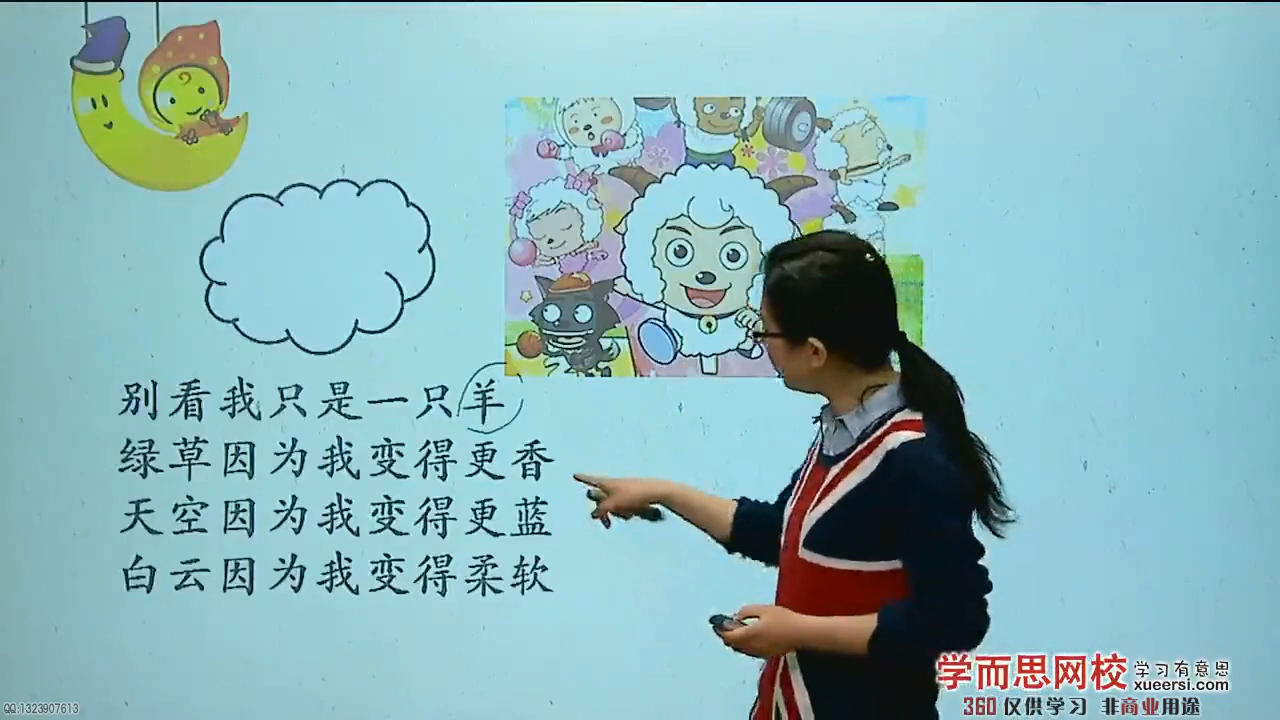 别看我只是一只羊
绿草因为我变得更香
天空因为我变得更蓝
白云因为我变得柔软
学而思网校 学习有意思
xueersi.com
360 仅供学习 非商业用途
QQ:1323907613